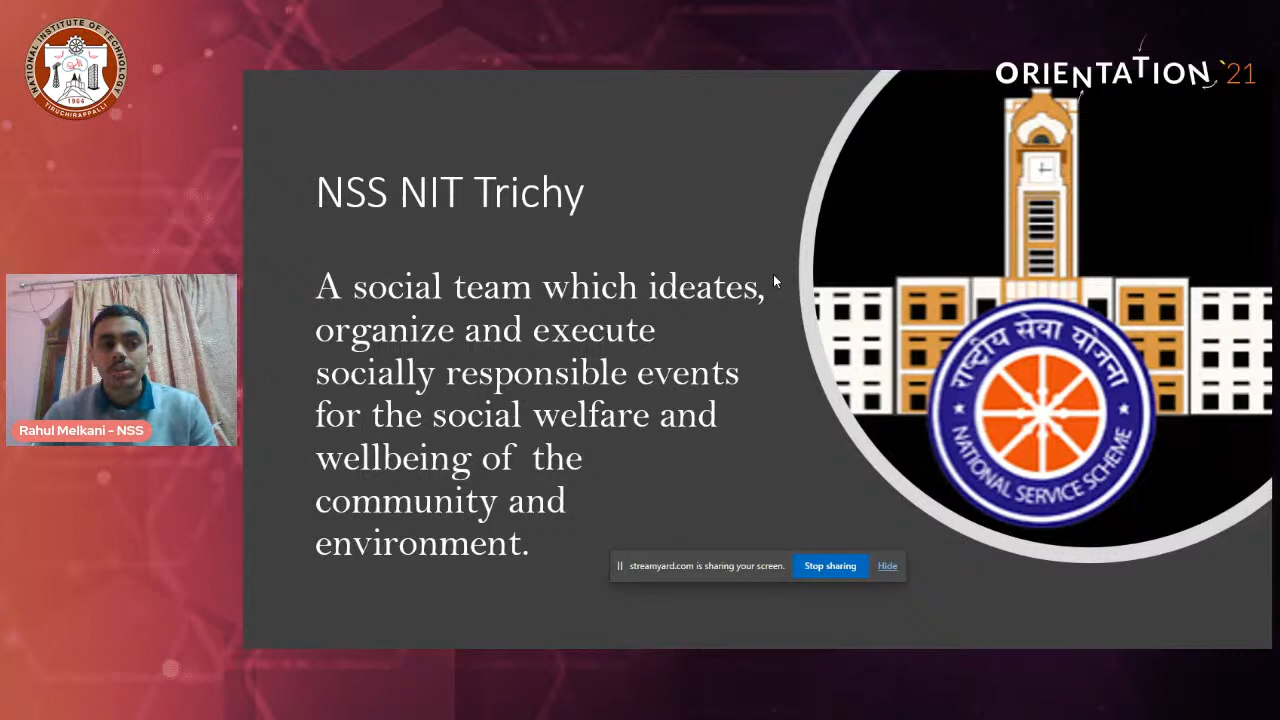 NATIONAL INSTITUTE OF TECHNOLOGY
1964
TIRUCHIRAPPALLI
ORIENTATION '21
NSS NIT Trichy
A social team which ideates,
organize and execute
socially responsible events
for the social welfare and
wellbeing of the
community and
environment.
राष्ट्रीय सेवा योजना
NATIONAL SERVICE SCHEME
Rahul Melkani - NSS
streamyard.com is sharing your screen.
Stop sharing
Hide